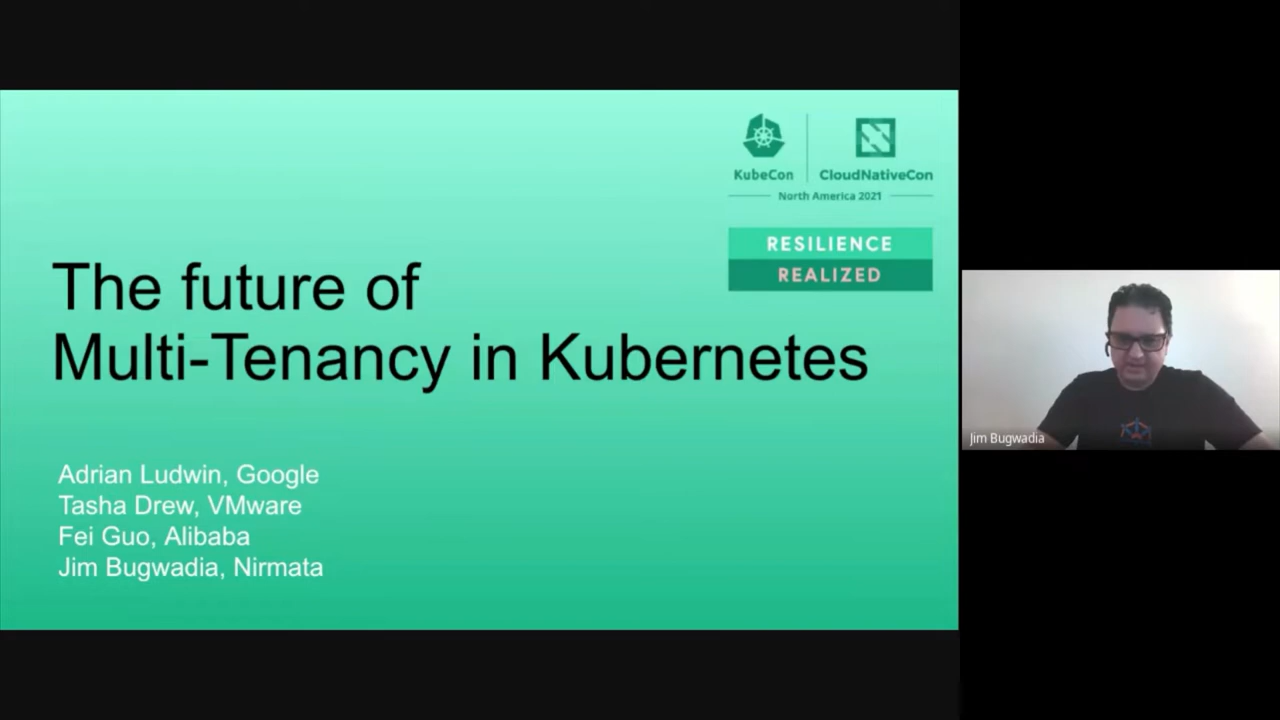 KubeCon
CloudNativeCon
North America 2021
RESILIENCE
REALIZED
The future of
Multi-Tenancy in Kubernetes
Adrian Ludwin, Google
Tasha Drew, VMware
Fei Guo, Alibaba
Jim Bugwadia, Nirmata
Jim Bugwadia